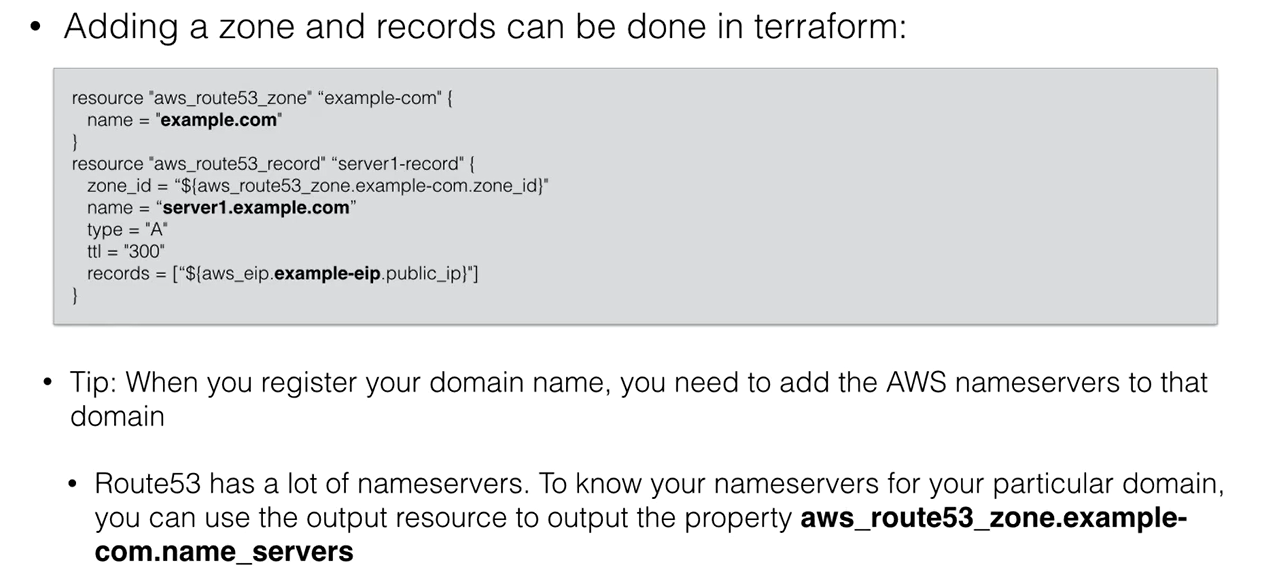 • Adding a zone and records can be done in terraform:
resource "aws_route53_zone" “example-com" {
name = "example.com"
}
resource "aws_route53_record" “server1-record" {
zone_id = “${aws_route53_zone.example-com.zone_id}"
name = “server1.example.com”
type = "A"
ttl = "300"
records = [“${aws_eip.example-eip.public_ip}"]
}
• Tip: When you register your domain name, you need to add the AWS nameservers to that
domain
• Route53 has a lot of nameservers. To know your nameservers for your particular domain,
you can use the output resource to output the property aws_route53_zone.example-
com.name_servers